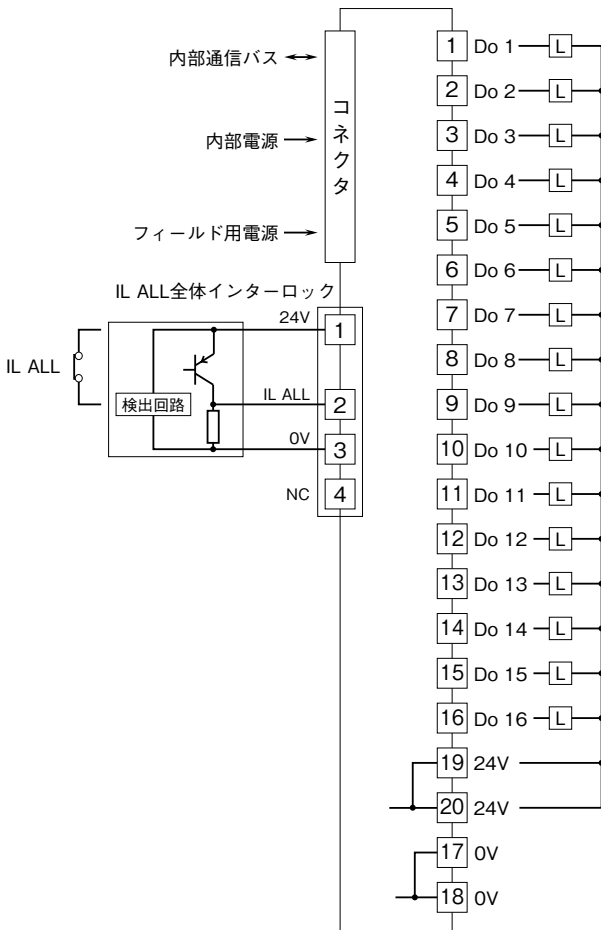 内部通信バス
内部電源
フィールド用電源
コネクタ
IL ALL全体インターロック
24V
1
IL ALL
検出回路
IL ALL
2
0V
3
NC
4
1 Do 1 L
2 Do 2 L
3 Do 3 L
4 Do 4 L
5 Do 5 L
6 Do 6 L
7 Do 7 L
8 Do 8 L
9 Do 9 L
10 Do 10 L
11 Do 11 L
12 Do 12 L
13 Do 13 L
14 Do 14 L
15 Do 15 L
16 Do 16 L
19 24V
20 24V
17 0V
18 0V